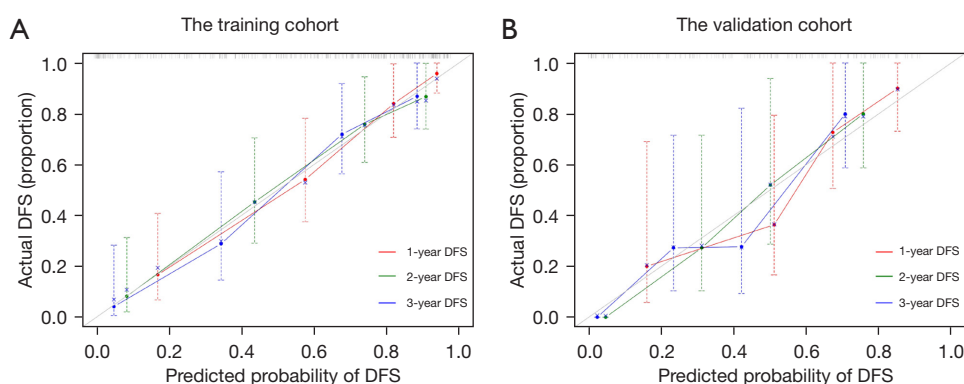 A
The training cohort
Actual DFS (proportion)
1.0
0.8
0.6
0.4
0.2
0.0
1-year DFS
2-year DFS
3-year DFS
0.0 0.2 0.4 0.6 0.8 1.0
Predicted probability of DFS
B
The validation cohort
Actual DFS (proportion)
1.0
0.8
0.6
0.4
0.2
0.0
1-year DFS
2-year DFS
3-year DFS
0.0 0.2 0.4 0.6 0.8 1.0
Predicted probability of DFS